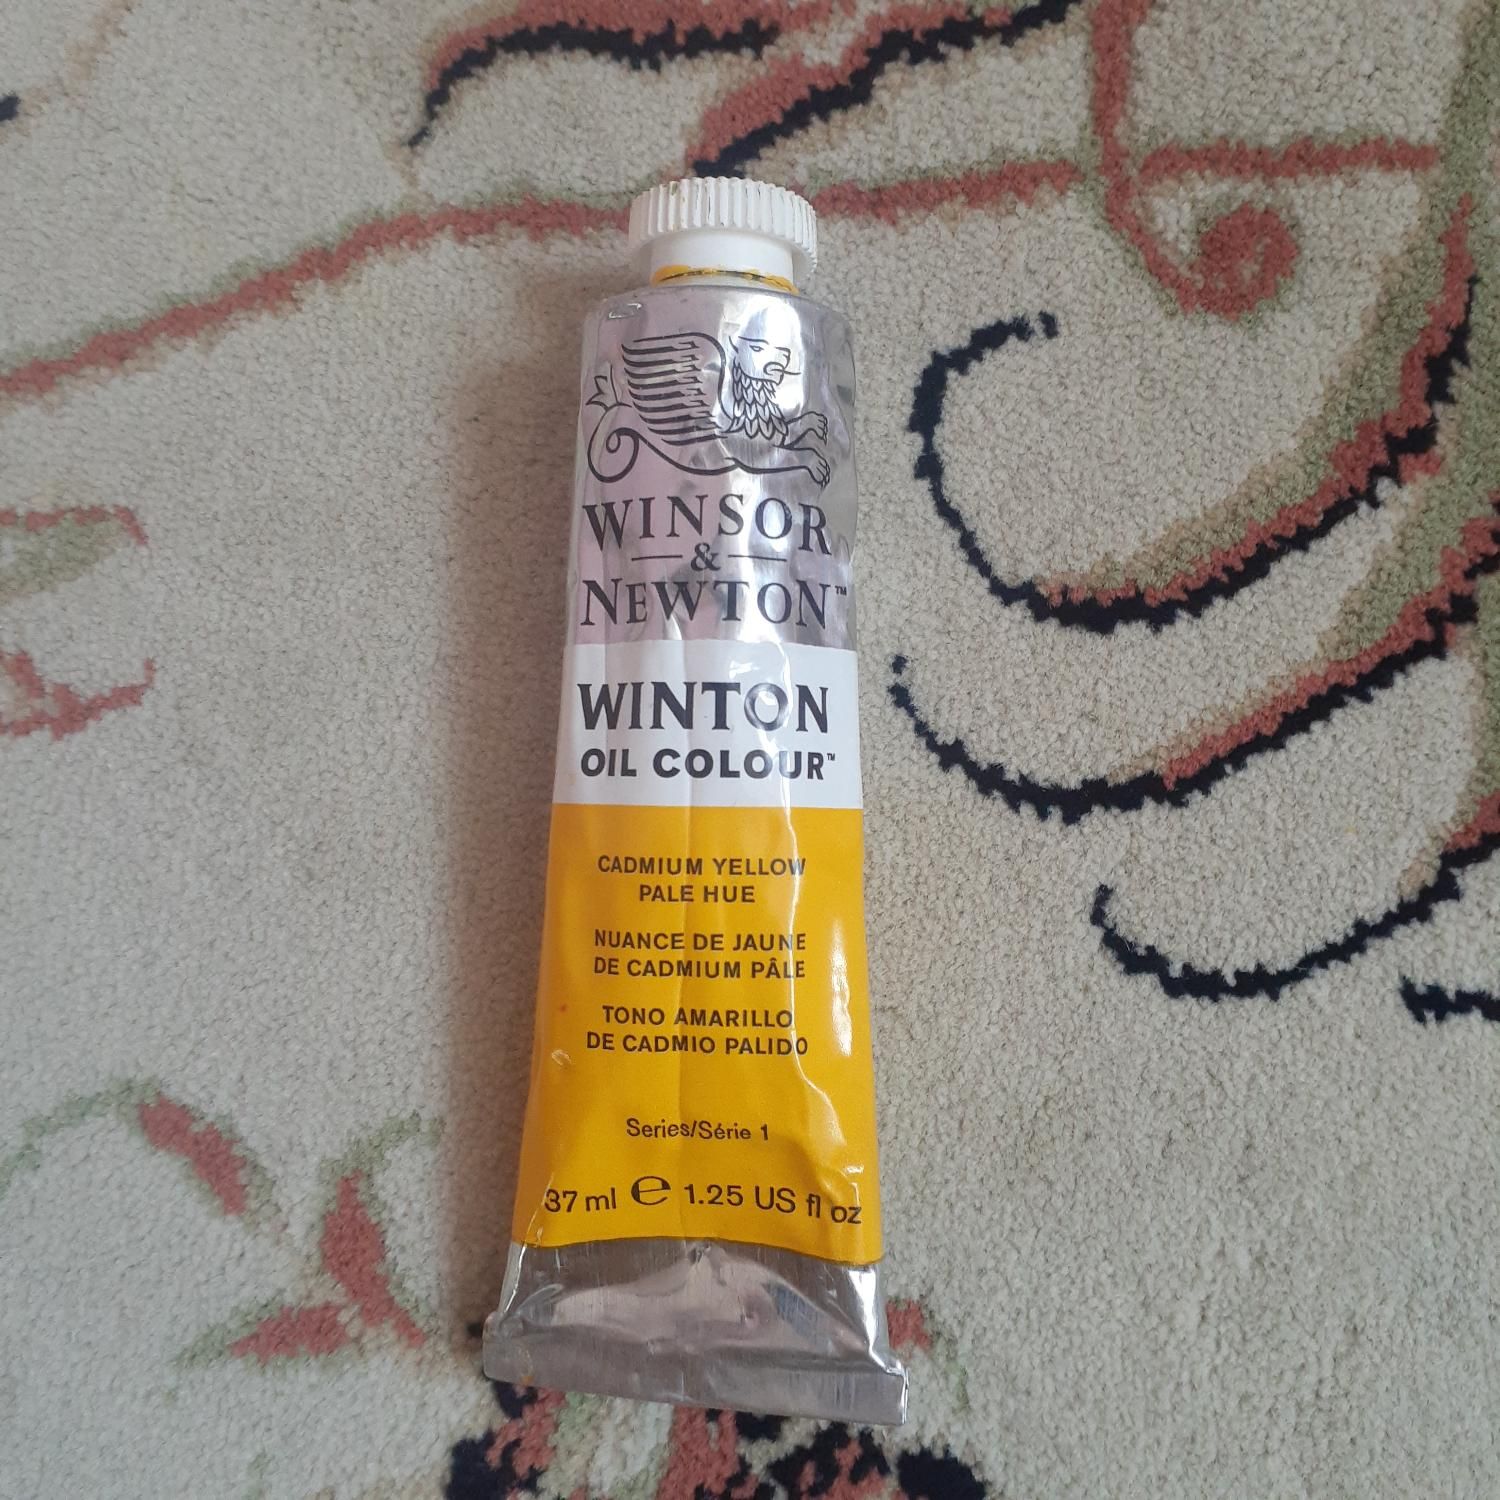 WINSOR
&
NEWTON™
WINTON
OIL COLOUR™
CADMIUM YELLOW
PALE HUE
NUANCE DE JAUNE
DE CADMIUM PÂLE
TONO AMARILLO
DE CADMIO PALIDO
Series/Série 1
37 ml e 1.25 US fl oz